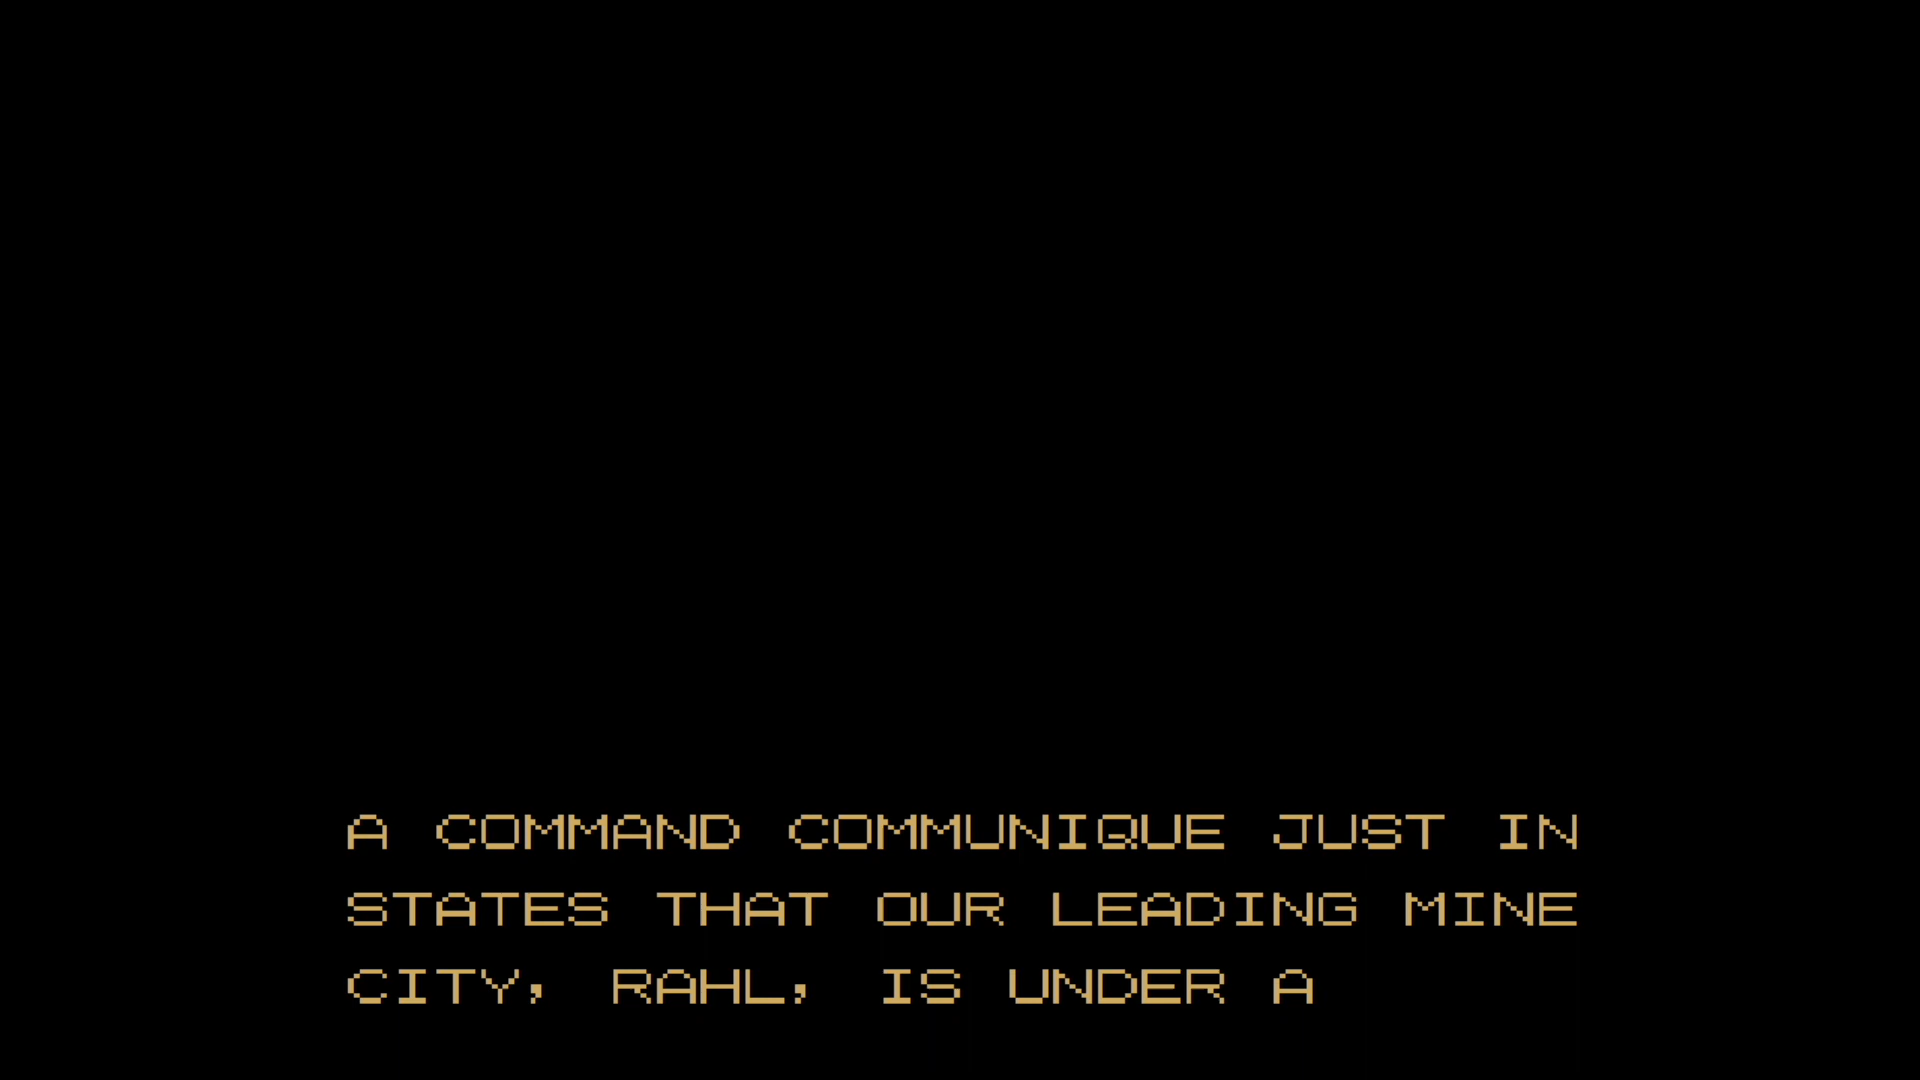 A COMMAND COMMUNIQUE JUST IN
STATES THAT OUR LEADING MINE
CITY, RAHL, IS UNDER A